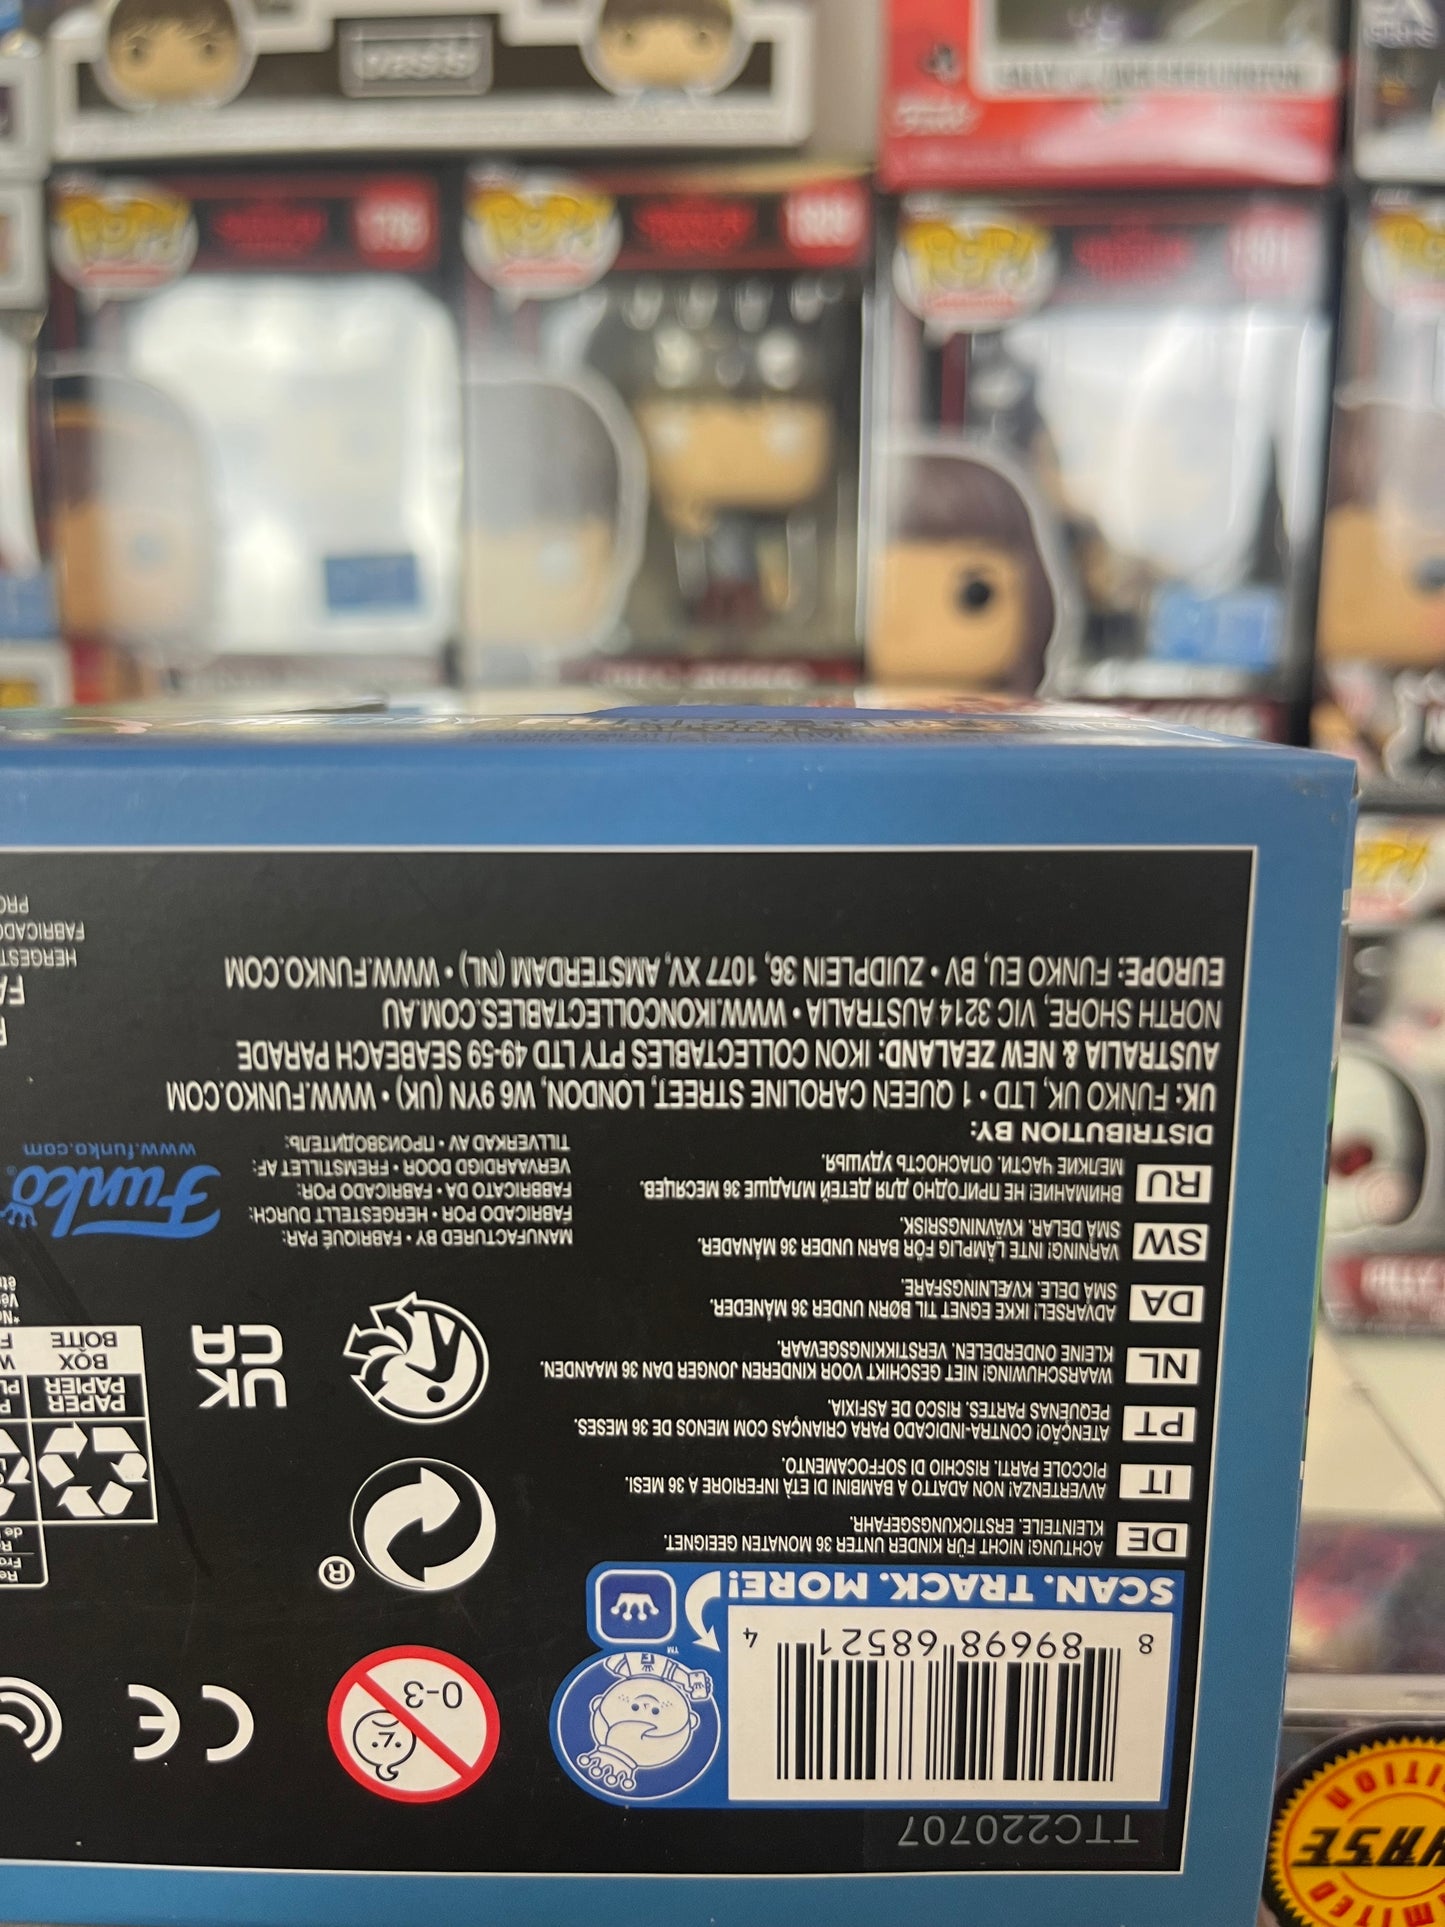 TTC220707
8 89698 68521 4
SCAN. TRACK. MORE!
™
0-3
CE
DE
ACHTUNG! NICHT FÜR KINDER UNTER 36 MONATEN GEEIGNET.
KLEINTEILE. ERSTICKUNGSGEFAHR.
IT
AVVERTENZA! NON ADATTO A BAMBINI DI ETÀ INFERIORE A 36 MESI.
PICCOLE PARTI. RISCHIO DI SOFFOCAMENTO.
PT
ATENÇÃO! CONTRA-INDICADO PARA CRIANÇAS COM MENOS DE 36 MESES.
PEQUENAS PARTES. RISCO DE ASFIXIA.
NL
WAARSCHUWING! NIET GESCHIKT VOOR KINDEREN JONGER DAN 36 MAANDEN.
KLEINE ONDERDELEN. VERSTIKKINGSGEVAAR.
DA
ADVARSEL! IKKE EGNET TIL BØRN UNDER 36 MÅNEDER.
SMÅ DELE. KVÆLNINGSFARE.
SW
VARNING! INTE LÄMPLIG FÖR BARN UNDER 36 MÅNADER.
SMÅ DELAR. KVÄVNINGSRISK.
RU
ВНИМАНИЕ! НЕ ПРИГОДНО ДЛЯ ДЕТЕЙ МЛАДШЕ 36 МЕСЯЦЕВ.
МЕЛКИЕ ЧАСТИ. ОПАСНОСТЬ УДУШЬЯ.
®
UK
CA
PAPER
PAPIER
BOX
BOÎTE
MANUFACTURED BY • FABRIQUÉ PAR:
FABRICADO POR • HERGESTELLT DURCH:
FABBRICATO DA • FABRICADO POR:
VERVAARDIGD DOOR • FREMSTILLET AF:
TILLVERKAD AV • ПРОИЗВОДИТЕЛЬ:
Funko®
www.funko.com
DISTRIBUTION BY:
UK: FUNKO UK, LTD • 1 QUEEN CAROLINE STREET, LONDON, W6 9YN (UK) • WWW.FUNKO.COM
AUSTRALIA & NEW ZEALAND: IKON COLLECTABLES PTY LTD 49-59 SEABEACH PARADE
NORTH SHORE, VIC 3214 AUSTRALIA • WWW.IKONCOLLECTABLES.COM.AU
EUROPE: FUNKO EU, BV • ZUIDPLEIN 36, 1077 XV, AMSTERDAM (NL) • WWW.FUNKO.COM
oasis
POP!
POP!
POP!